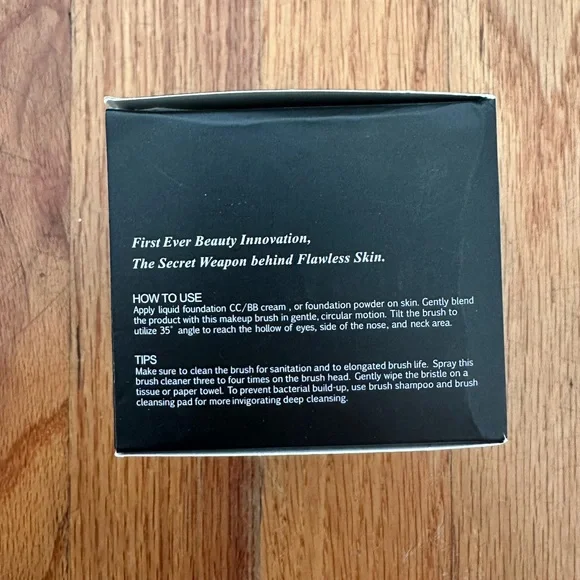 First Ever Beauty Innovation,
The Secret Weapon behind Flawless Skin.
HOW TO USE
Apply liquid foundation CC/BB cream , or foundation powder on skin. Gently blend
the product with this makeup brush in gentle, circular motion. Tilt the brush to
utilize 35° angle to reach the hollow of eyes, side of the nose, and neck area.
TIPS
Make sure to clean the brush for sanitation and to elongated brush life. Spray this
brush cleaner three to four times on the brush head. Gently wipe the bristle on a
tissue or paper towel. To prevent bacterial build-up, use brush shampoo and brush
cleansing pad for more invigorating deep cleansing.